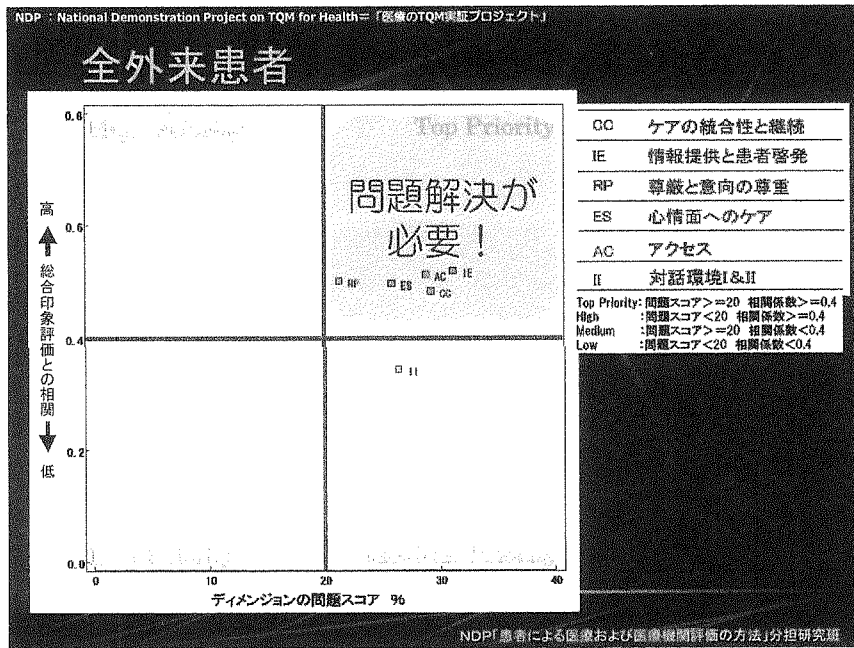 NDP ：National Demonstration Project on TQM for Health＝「医療のTQM実証プロジェクト」
全外来患者
Top Priority
問題解決が
必要！
RP
ES
AC
IE
CC
II
0.6
0.6
0.4
0.2
0.0
0
10
20
30
40
高
総合印象評価との相関
低
ディメンションの問題スコア %
CC ケアの統合性と継続
IE 情報提供と患者啓発
RP 尊厳と意向の尊重
ES 心情面へのケア
AC アクセス
II 対話環境I&II
Top Priority：問題スコア＞＝20 相関係数＞＝0.4
High ：問題スコア＜20 相関係数＞＝0.4
Medium ：問題スコア＞＝20 相関係数＜0.4
Low ：問題スコア＜20 相関係数＜0.4
NDP「患者による医療および医療機関評価の方法」分担研究班